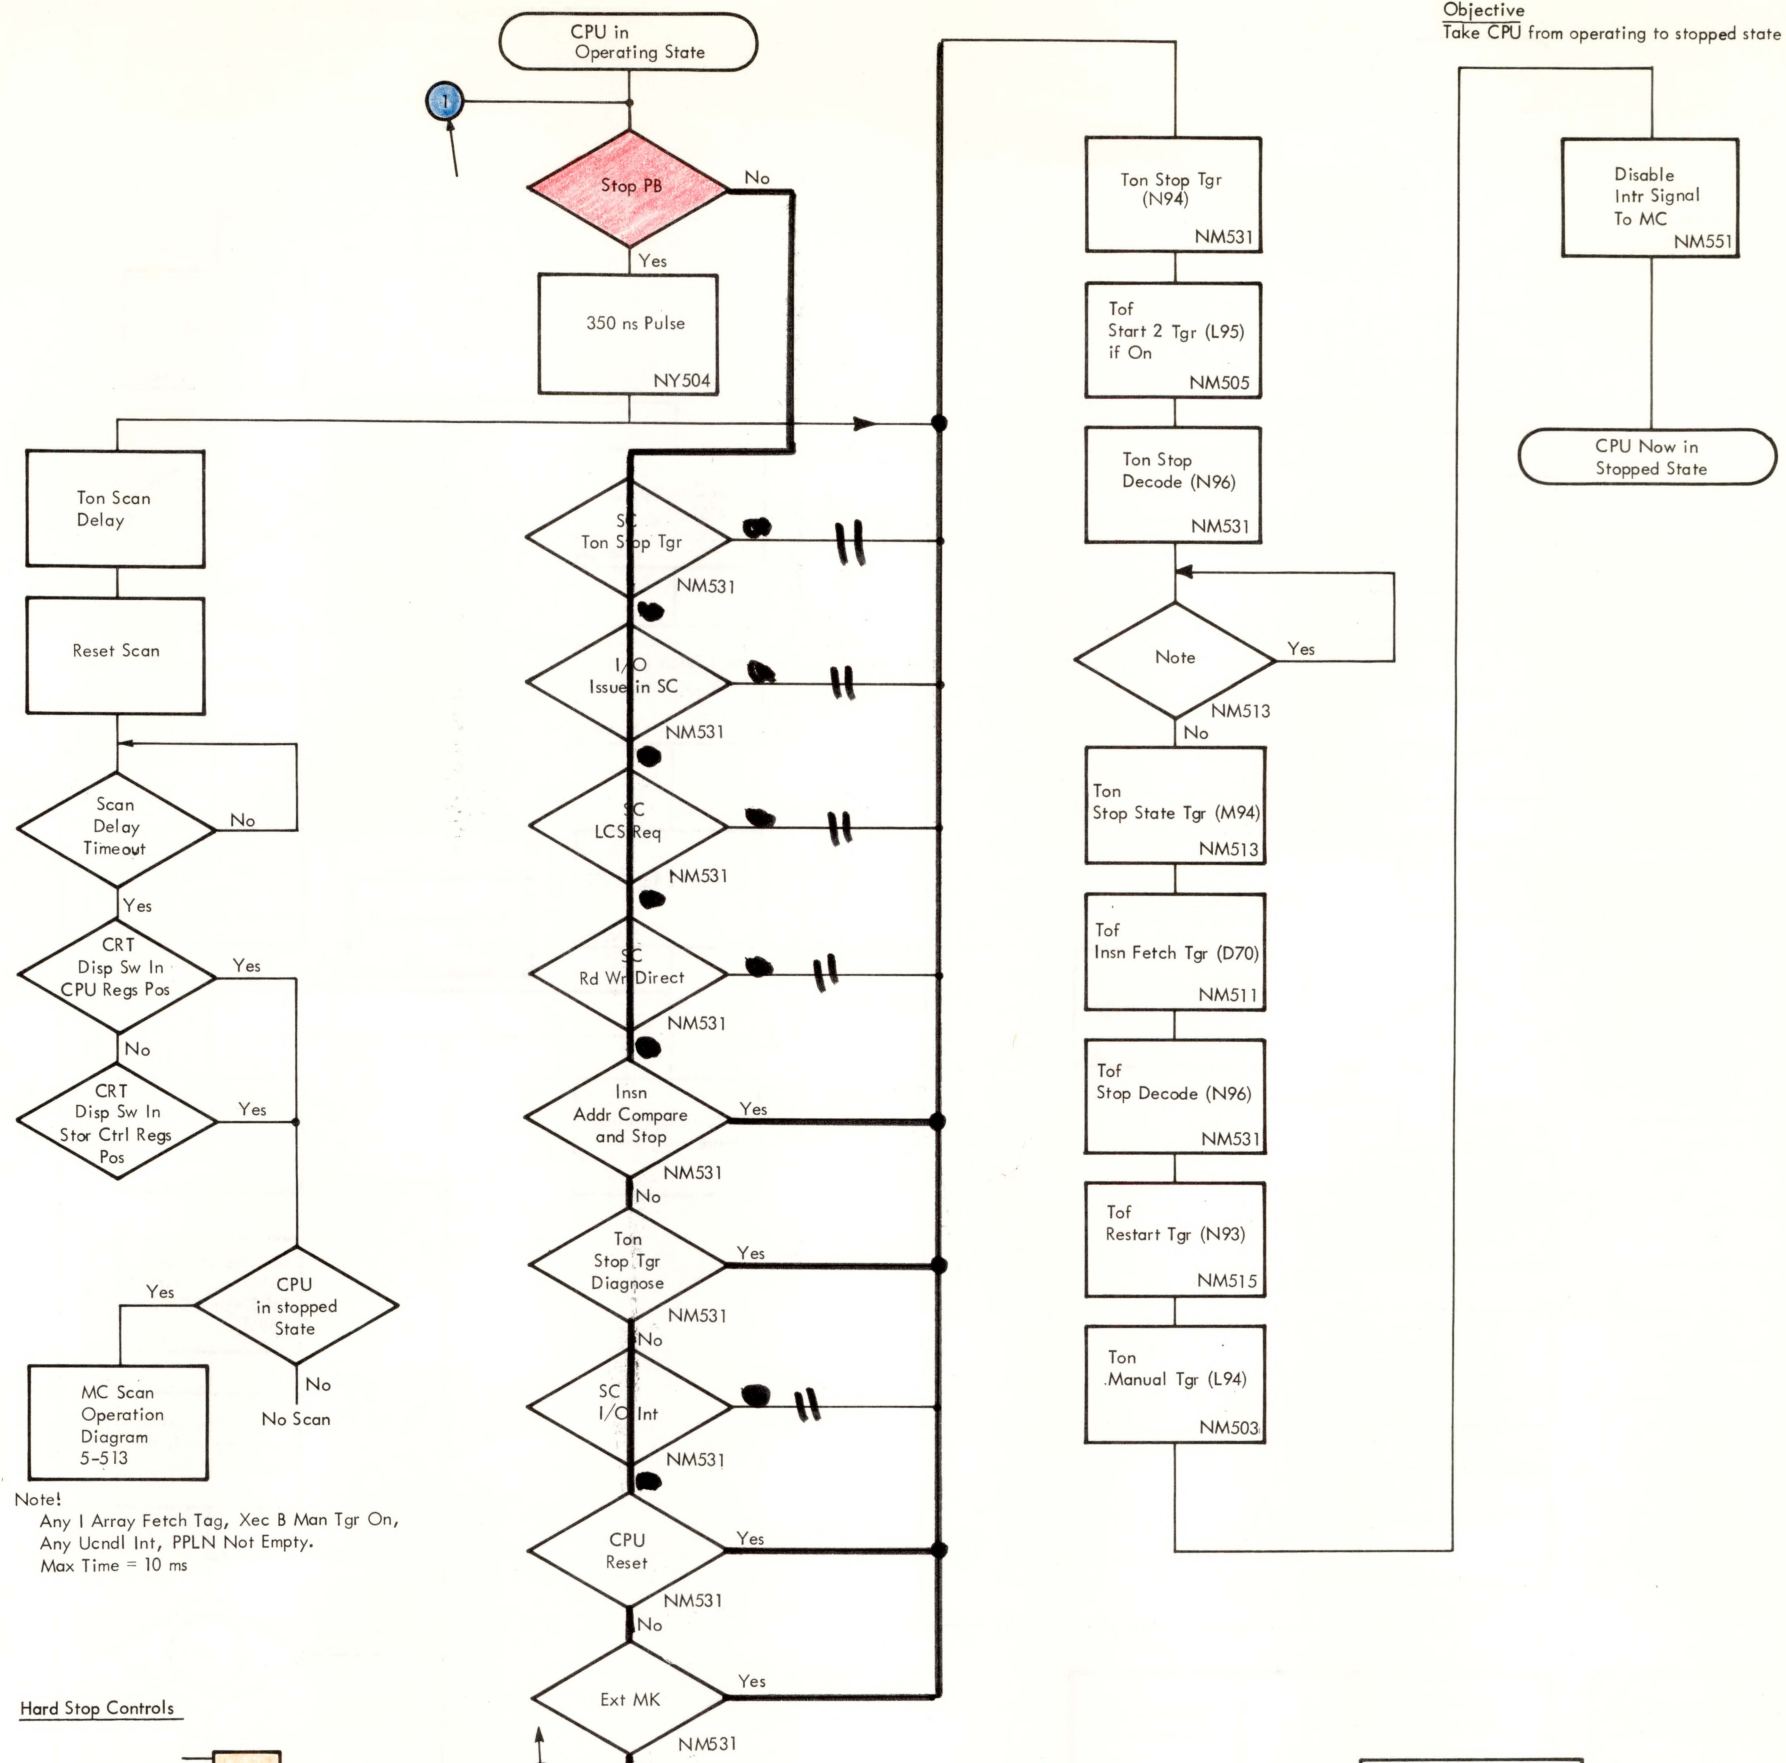 Objective
Take CPU from operating to stopped state
CPU in
Operating State
1
Stop PB
No
Yes
350 ns Pulse
NY504
Ton Scan
Delay
Reset Scan
Scan
Delay
Timeout
No
Yes
CRT
Disp Sw In
CPU Regs Pos
Yes
No
CRT
Disp Sw In
Stor Ctrl Regs
Pos
Yes
CPU
in stopped
State
Yes
No
No Scan
MC Scan
Operation
Diagram
5-513
Note!
Any I Array Fetch Tag, Xec B Man Tgr On,
Any Ucndl Int, PPLN Not Empty.
Max Time = 10 ms
Hard Stop Controls
SC
Ton Stop Tgr
NM531
I/O
Issue in SC
NM531
SC
LCS Req
NM531
SC
Rd Wr Direct
NM531
Insn
Addr Compare
and Stop
Yes
NM531
No
Ton
Stop Tgr
Diagnose
Yes
NM531
No
SC
I/O Int
NM531
CPU
Reset
Yes
NM531
No
Ext MK
Yes
NM531
Ton Stop Tgr
(N94)
NM531
Tof
Start 2 Tgr (L95)
if On
NM505
Ton Stop
Decode (N96)
NM531
Note
Yes
NM513
No
Ton
Stop State Tgr (M94)
NM513
Tof
Insn Fetch Tgr (D70)
NM511
Tof
Stop Decode (N96)
NM531
Tof
Restart Tgr (N93)
NM515
Ton
Manual Tgr (L94)
NM503
Disable
Intr Signal
To MC
NM551
CPU Now in
Stopped State